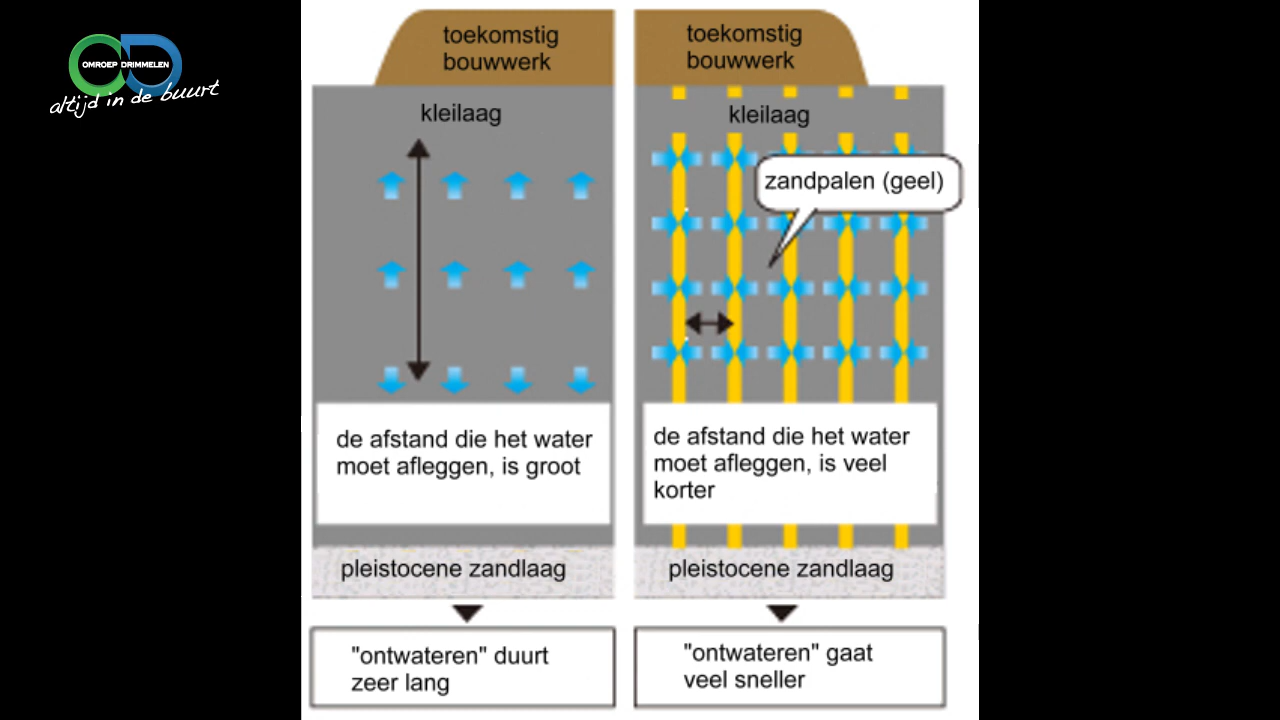 OMROEP DRIMMELEN
altijd in de buurt
toekomstig
bouwwerk
kleilaag
de afstand die het water
moet afleggen, is groot
pleistocene zandlaag
"ontwateren" duurt
zeer lang
toekomstig
bouwwerk
kleilaag
zandpalen (geel)
de afstand die het water
moet afleggen, is veel
korter
pleistocene zandlaag
"ontwateren" gaat
veel sneller